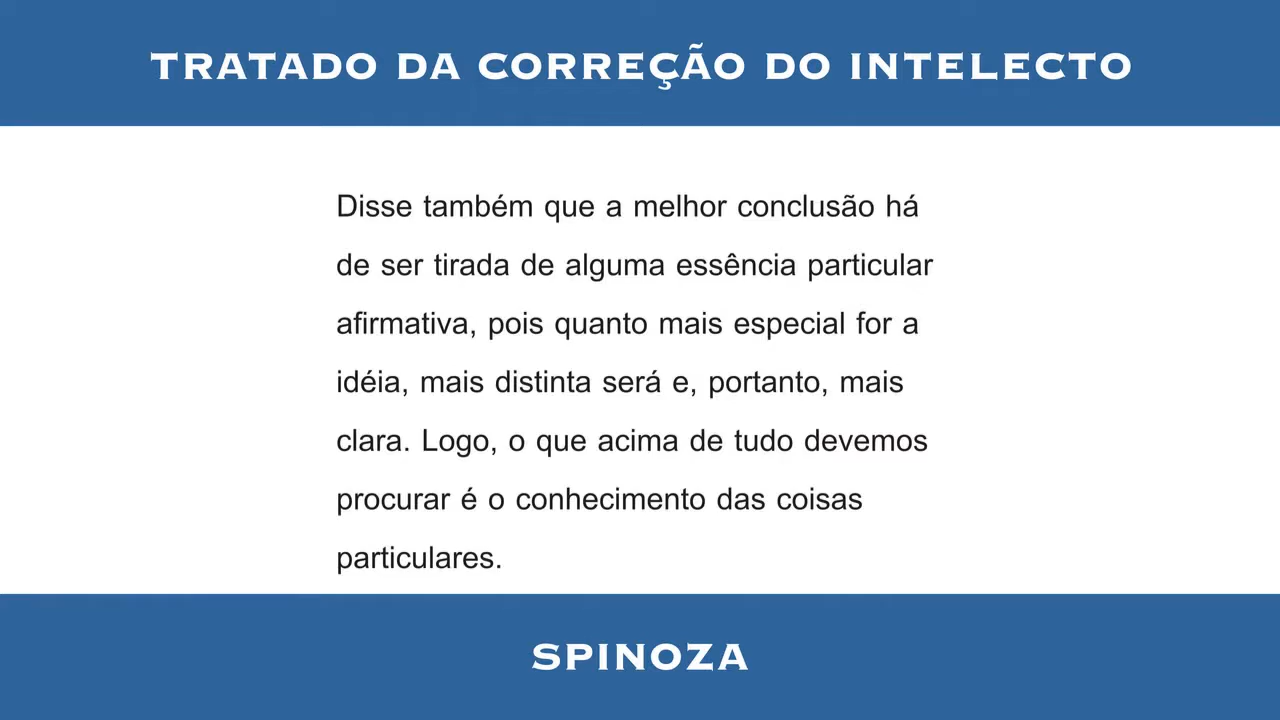 TRATADO DA CORREÇÃO DO INTELECTO
Disse também que a melhor conclusão há
de ser tirada de alguma essência particular
afirmativa, pois quanto mais especial for a
idéia, mais distinta será e, portanto, mais
clara. Logo, o que acima de tudo devemos
procurar é o conhecimento das coisas
particulares.
SPINOZA